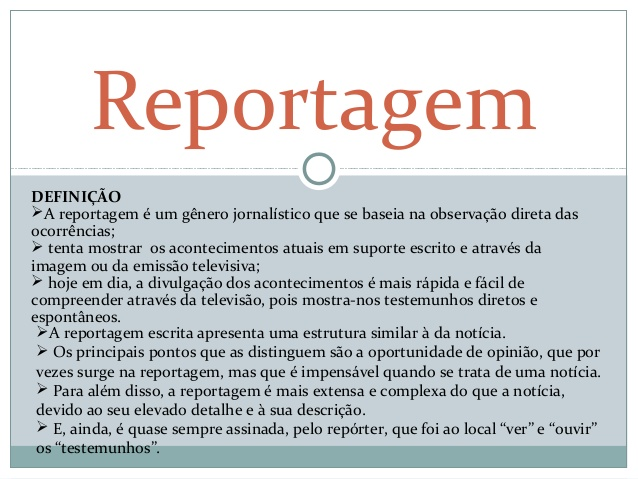 Reportagem
DEFINIÇÃO
➢A reportagem é um gênero jornalístico que se baseia na observação direta das
ocorrências;
➢ tenta mostrar os acontecimentos atuais em suporte escrito e através da
imagem ou da emissão televisiva;
➢ hoje em dia, a divulgação dos acontecimentos é mais rápida e fácil de
compreender através da televisão, pois mostra-nos testemunhos diretos e
espontâneos.
➢A reportagem escrita apresenta uma estrutura similar à da notícia.
➢ Os principais pontos que as distinguem são a oportunidade de opinião, que por
vezes surge na reportagem, mas que é impensável quando se trata de uma notícia.
➢ Para além disso, a reportagem é mais extensa e complexa do que a notícia,
devido ao seu elevado detalhe e à sua descrição.
➢ E, ainda, é quase sempre assinada, pelo repórter, que foi ao local “ver” e “ouvir”
os “testemunhos”.